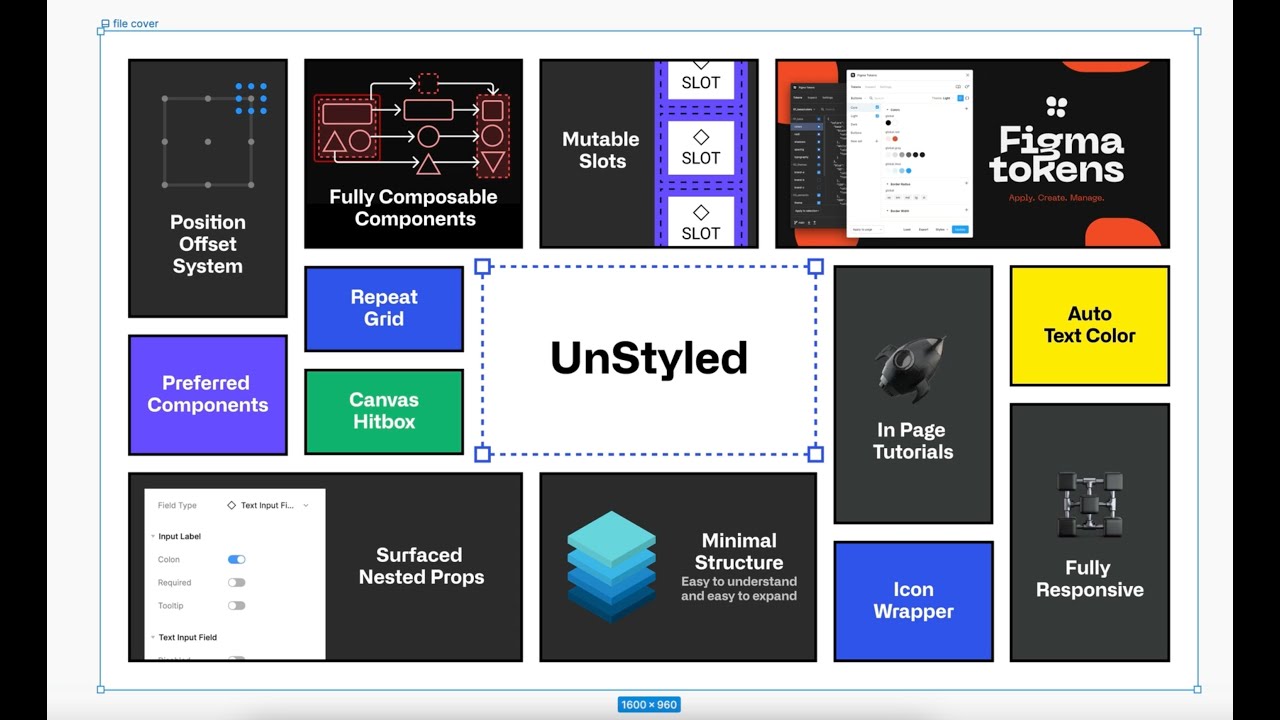 file cover
Position
Offset
System
Fully Composable
Components
Mutable
Slots
SLOT
SLOT
SLOT
Figma Tokens
Figma
tokens
Apply. Create. Manage.
Repeat
Grid
Preferred
Components
Canvas
Hitbox
UnStyled
In Page
Tutorials
Auto
Text Color
Field Type
Text Input Fi...
Input Label
Colon
Required
Tooltip
Text Input Field
Surfaced
Nested Props
Minimal
Structure
Easy to understand
and easy to expand
Icon
Wrapper
Fully
Responsive
1600 × 960